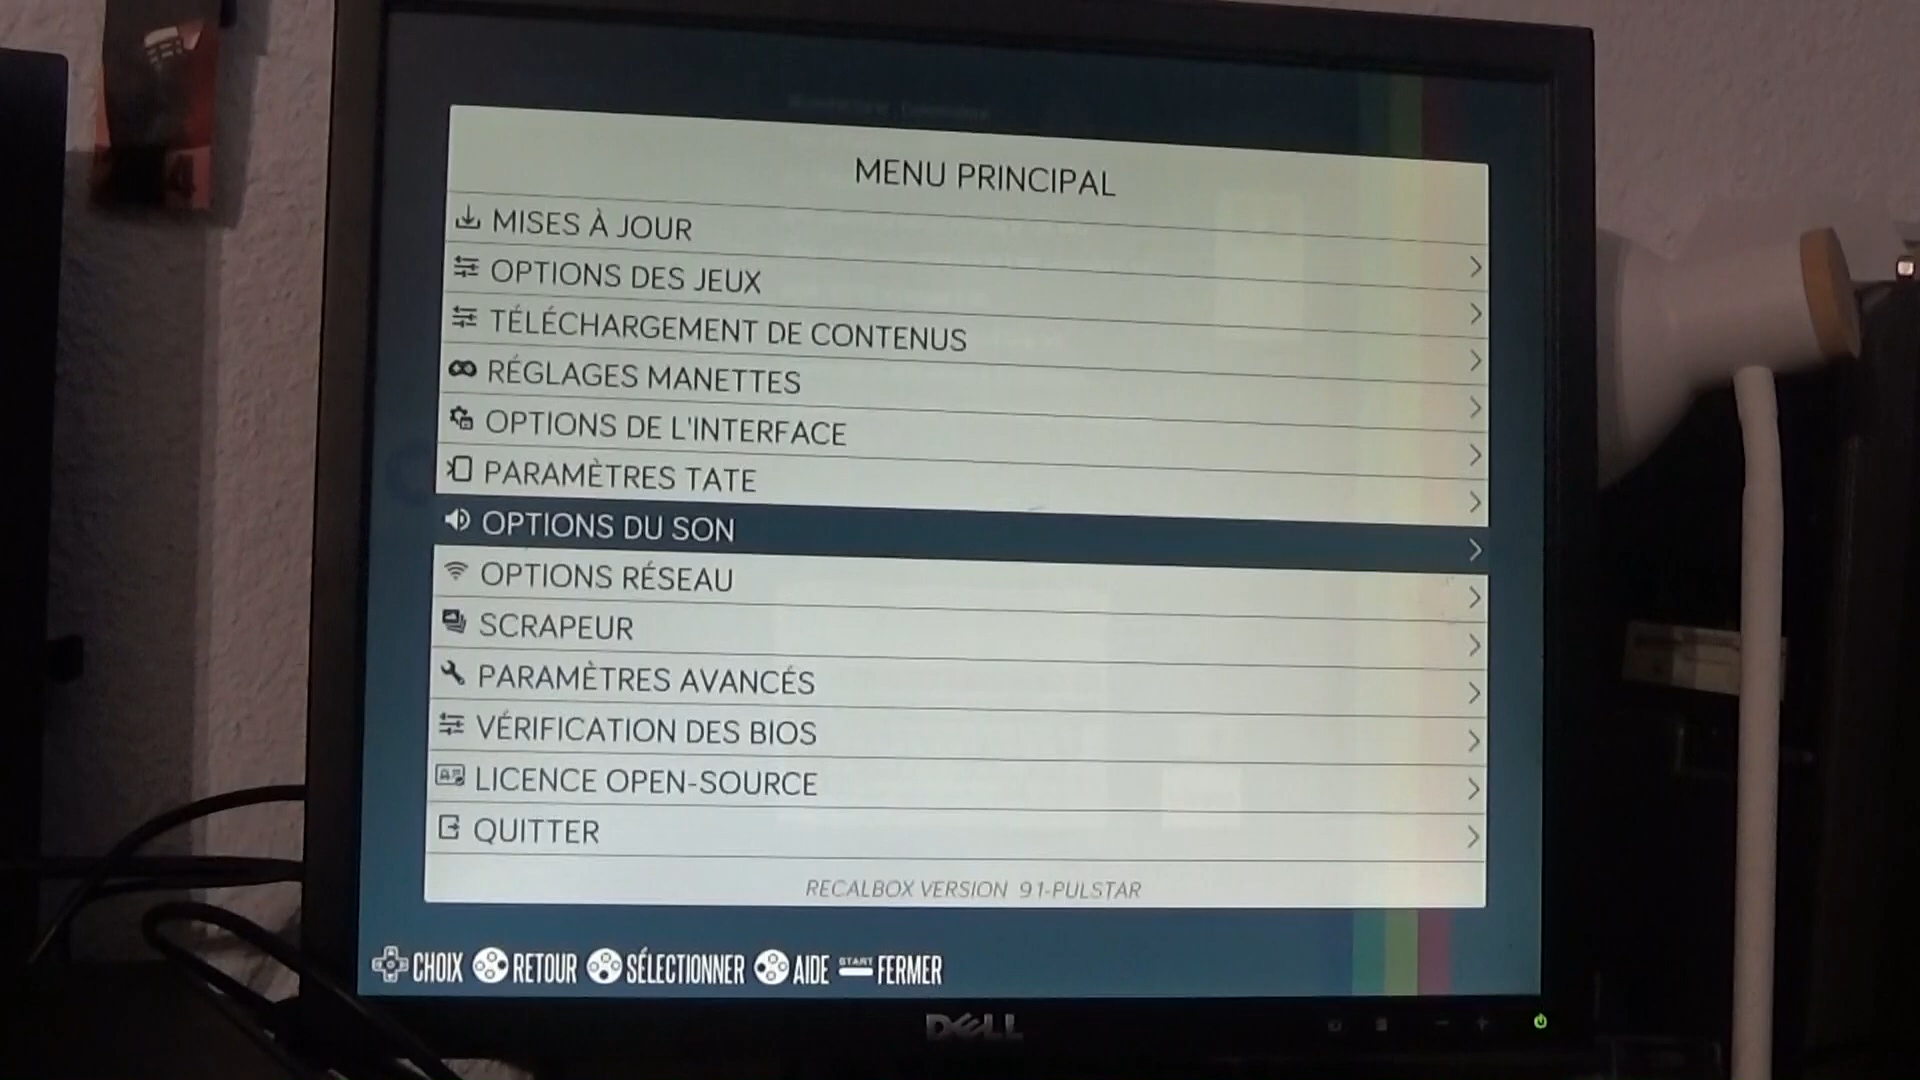 MENU PRINCIPAL
MISES À JOUR
OPTIONS DES JEUX
TÉLÉCHARGEMENT DE CONTENUS
RÉGLAGES MANETTES
OPTIONS DE L'INTERFACE
PARAMÈTRES TATE
OPTIONS DU SON
OPTIONS RÉSEAU
SCRAPEUR
PARAMÈTRES AVANCÉS
VÉRIFICATION DES BIOS
LICENCE OPEN-SOURCE
QUITTER
RECALBOX VERSION 9.1-PULSTAR
CHOIX RETOUR SÉLECTIONNER AIDE START FERMER
DELL